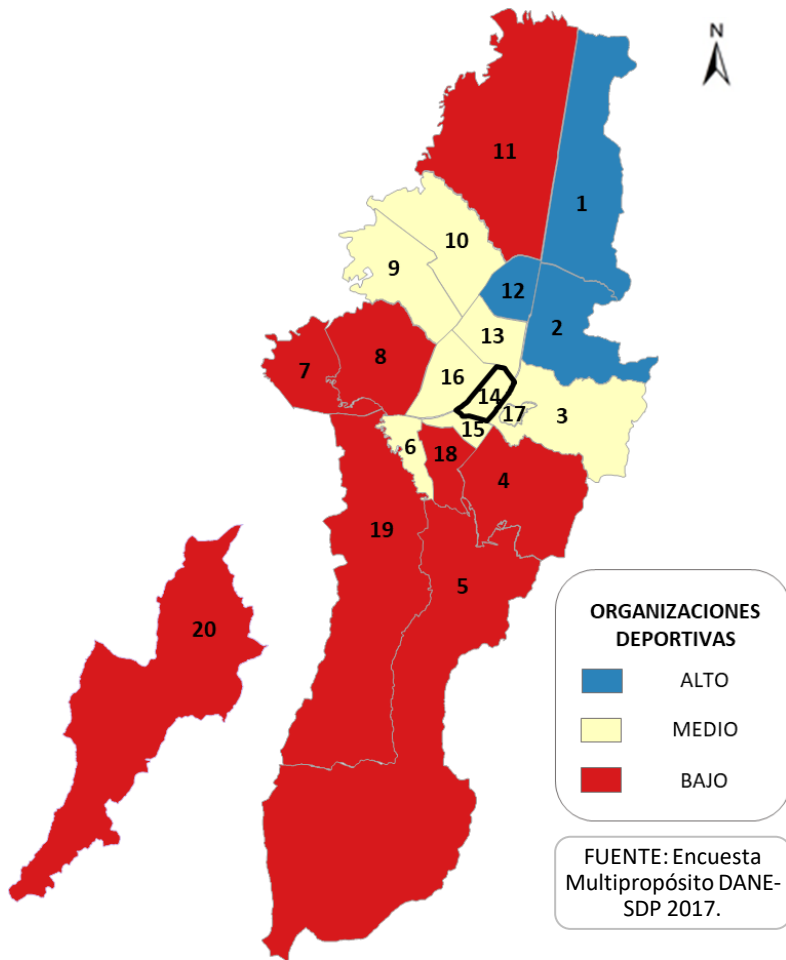 N
11
1
10
9
12
2
13
8
7
16
14
17
3
15
6
18
4
19
5
20
ORGANIZACIONES
DEPORTIVAS
ALTO
MEDIO
BAJO
FUENTE: Encuesta
Multipropósito DANE-
SDP 2017.